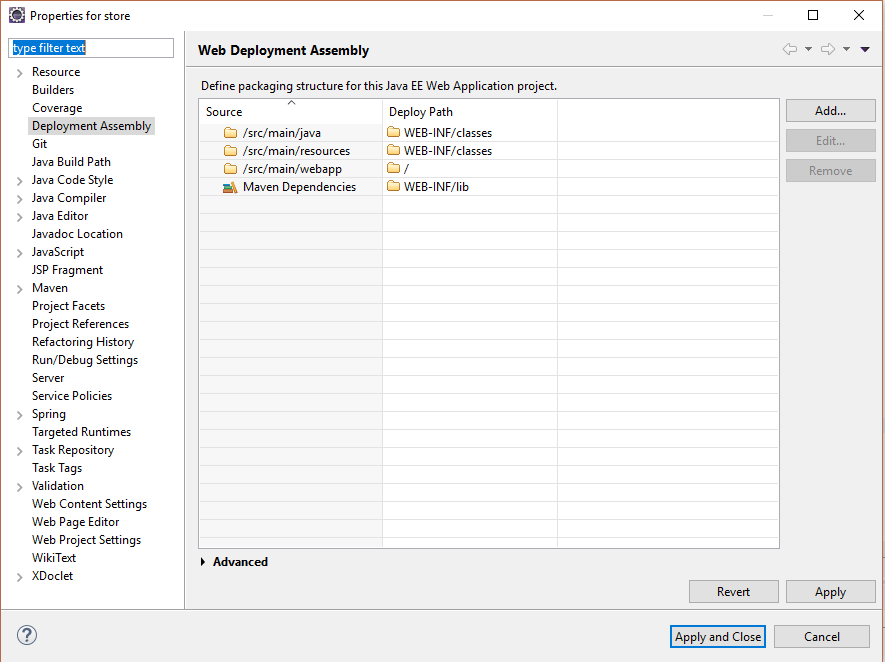 Properties for store
type filter text
Resource
Builders
Coverage
Deployment Assembly
Git
Java Build Path
Java Code Style
Java Compiler
Java Editor
Javadoc Location
JavaScript
JSP Fragment
Maven
Project Facets
Project References
Refactoring History
Run/Debug Settings
Server
Service Policies
Spring
Targeted Runtimes
Task Repository
Task Tags
Validation
Web Content Settings
Web Page Editor
Web Project Settings
WikiText
XDoclet
Web Deployment Assembly
Define packaging structure for this Java EE Web Application project.
Source Deploy Path
/src/main/java WEB-INF/classes
/src/main/resources WEB-INF/classes
/src/main/webapp /
Maven Dependencies WEB-INF/lib
Add...
Edit...
Remove
Advanced
Revert Apply
? Apply and Close Cancel